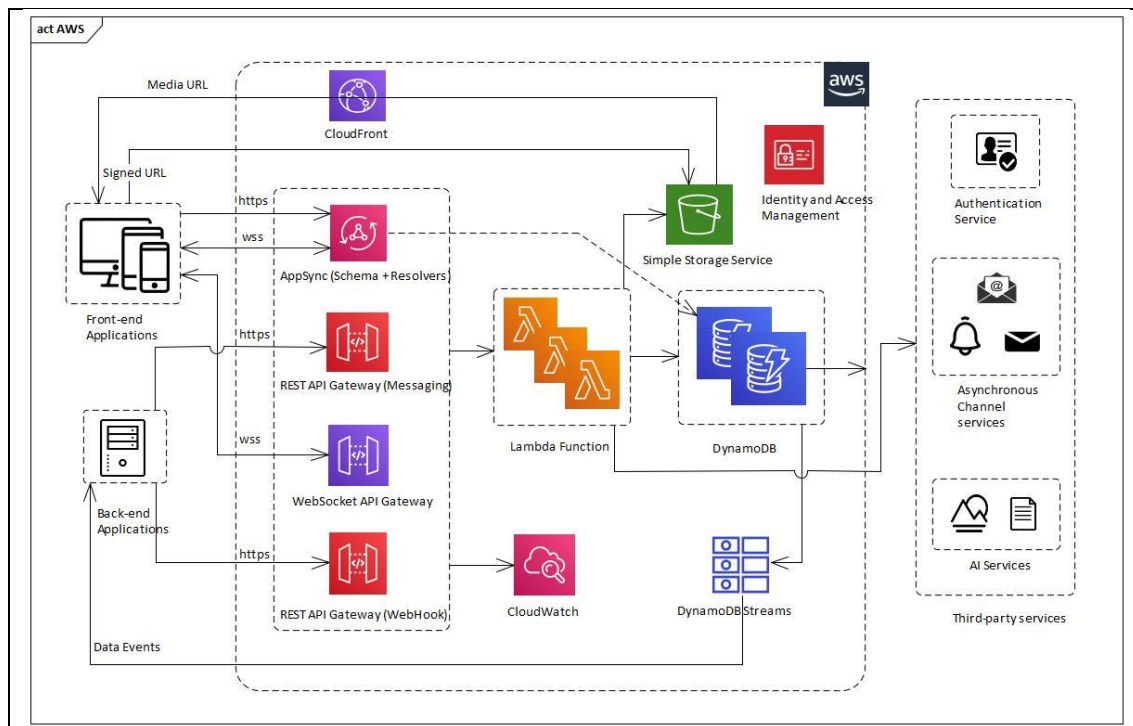 act AWS
Media URL
aws
CloudFront
Signed URL
https
Identity and Access
Management
Authentication
Service
wss
Simple Storage Service
AppSync (Schema + Resolvers)
Front-end
Applications
https
@
REST API Gateway (Messaging)
Asynchronous
Channel
services
wss
Lambda Function
DynamoDB
WebSocket API Gateway
Back-end
Applications
https
AI Services
REST API Gateway (WebHook)
CloudWatch
DynamoDB Streams
Third-party services
Data Events